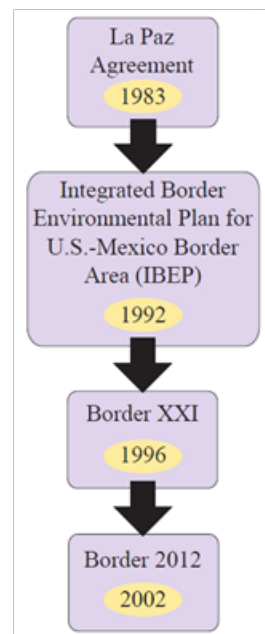 La Paz
Agreement
1983
Integrated Border
Environmental Plan for
U.S.-Mexico Border
Area (IBEP)
1992
Border XXI
1996
Border 2012
2002